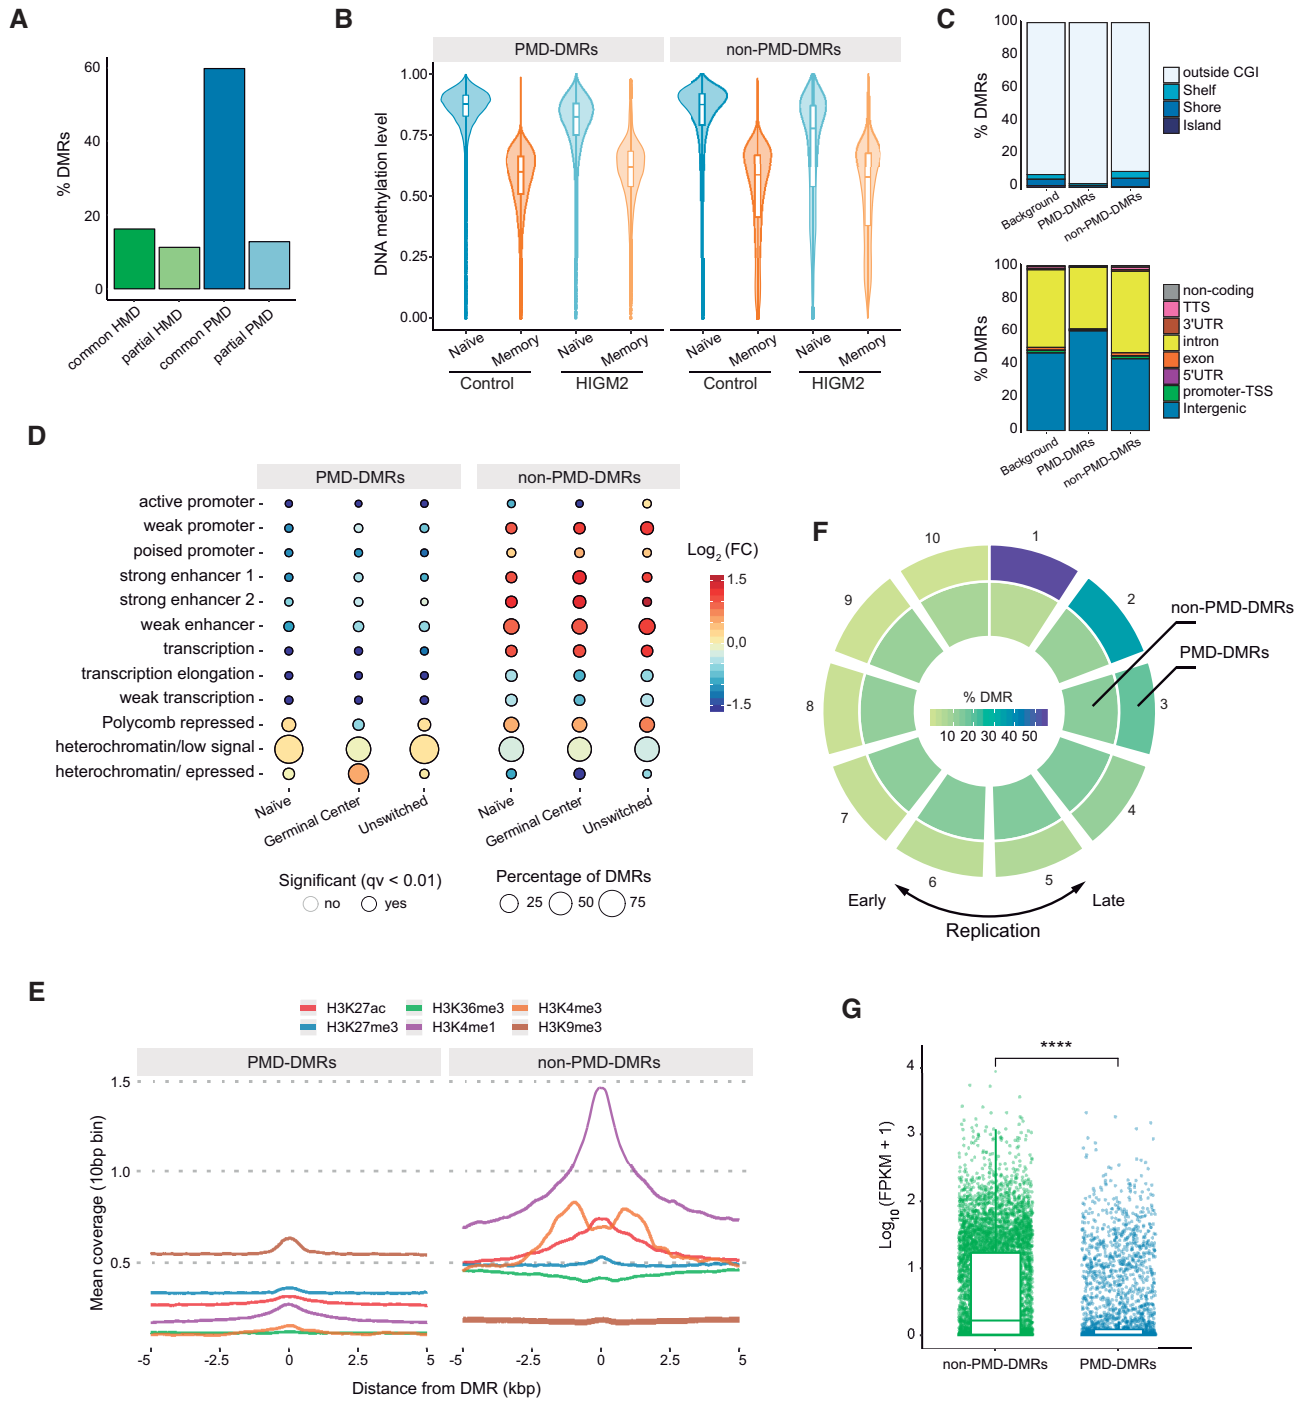 A
% DMRs
60
40
20
0
common HMD
partial HMD
common PMD
partial PMD
B
PMD-DMRs
non-PMD-DMRs
DNA methylation level
1.00
0.75
0.50
0.25
0.00
Naïve
Memory
Naïve
Memory
Naïve
Memory
Naïve
Memory
Control
HIGM2
Control
HIGM2
C
% DMRs
100
80
60
40
20
0
Background
PMD-DMRs
non-PMD-DMRs
outside CGI
Shelf
Shore
Island
% DMRs
100
80
60
40
20
0
Background
PMD-DMRs
non-PMD-DMRs
non-coding
TTS
3'UTR
intron
exon
5'UTR
promoter-TSS
Intergenic
D
PMD-DMRs
non-PMD-DMRs
active promoter
weak promoter
poised promoter
strong enhancer 1
strong enhancer 2
weak enhancer
transcription
transcription elongation
weak transcription
Polycomb repressed
heterochromatin/low signal
heterochromatin/ epressed
Naïve
Germinal Center
Unswitched
Naïve
Germinal Center
Unswitched
Log2 (FC)
1.5
0,0
-1.5
Significant (qv < 0.01)
no
yes
Percentage of DMRs
25
50
75
F
1
2
3
4
5
6
7
8
9
10
non-PMD-DMRs
PMD-DMRs
% DMR
10 20 30 40 50
Early
Late
Replication
E
H3K27ac
H3K36me3
H3K4me3
H3K27me3
H3K4me1
H3K9me3
PMD-DMRs
non-PMD-DMRs
Mean coverage (10bp bin)
1.5
1.0
0.5
-5
-2.5
0
2.5
5
-5
-2.5
0
2.5
5
Distance from DMR (kbp)
G
****
Log10 (FPKM + 1)
4
3
2
1
0
non-PMD-DMRs
PMD-DMRs